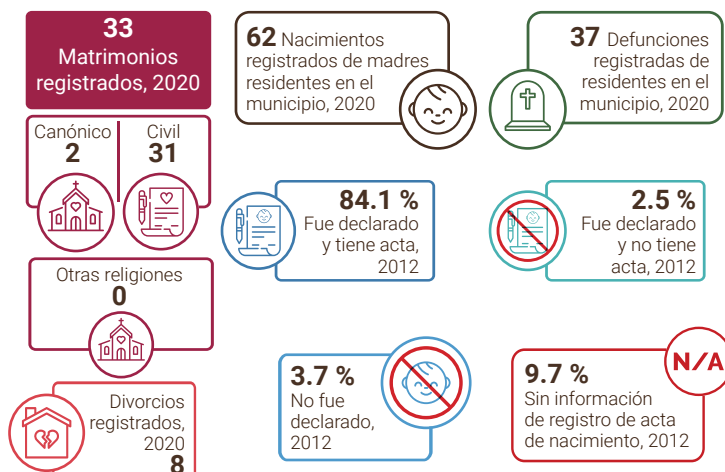 33
Matrimonios
registrados, 2020
Canónico
2
Civil
31
Otras religiones
0
Divorcios
registrados,
2020
8
62 Nacimientos
registrados de madres
residentes en el
municipio, 2020
37 Defunciones
registradas de
residentes en el
municipio, 2020
84.1 %
Fue declarado
y tiene acta,
2012
2.5 %
Fue declarado
y no tiene
acta, 2012
3.7 %
No fue
declarado,
2012
N/A
9.7 %
Sin información
de registro de acta
de nacimiento, 2012